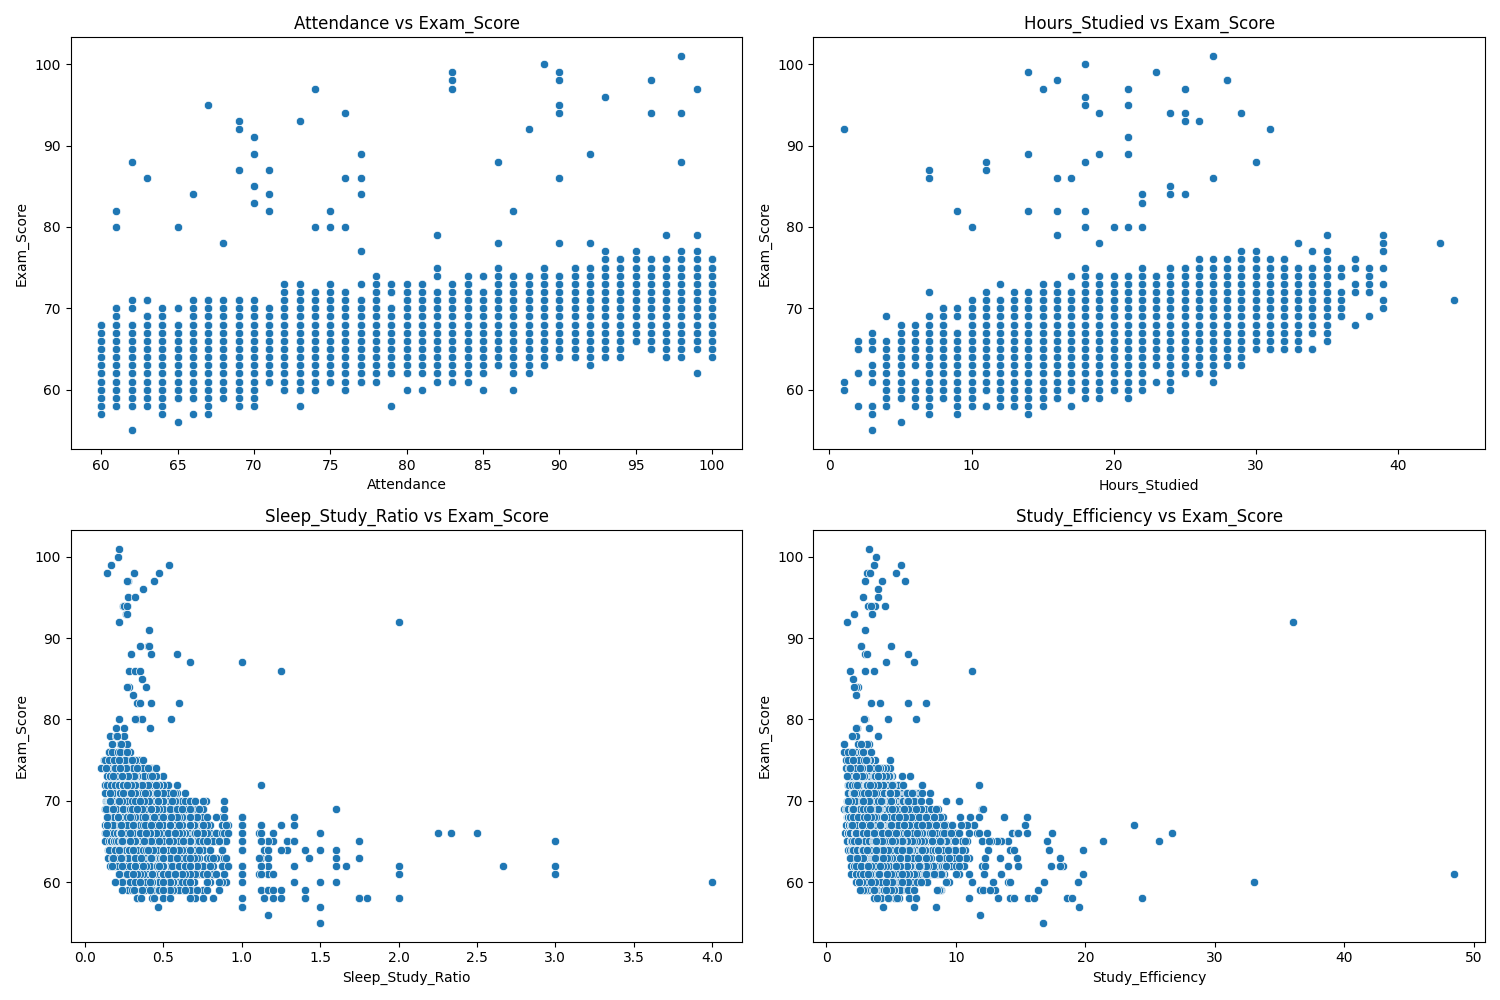 Attendance vs Exam_Score
Exam_Score
100
90
80
70
60
60 65 70 75 80 85 90 95 100
Attendance
Hours_Studied vs Exam_Score
Exam_Score
100
90
80
70
60
0 10 20 30 40
Hours_Studied
Sleep_Study_Ratio vs Exam_Score
Exam_Score
100
90
80
70
60
0.0 0.5 1.0 1.5 2.0 2.5 3.0 3.5 4.0
Sleep_Study_Ratio
Study_Efficiency vs Exam_Score
Exam_Score
100
90
80
70
60
0 10 20 30 40 50
Study_Efficiency